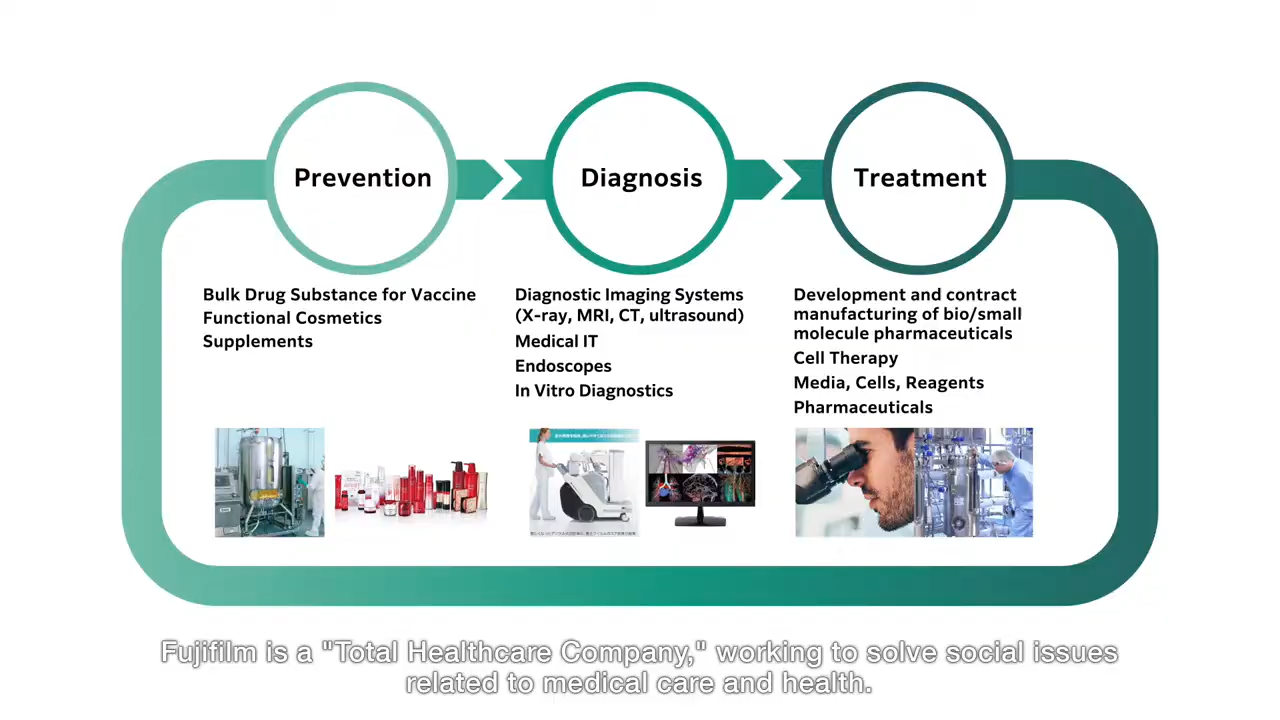 Prevention
Diagnosis
Treatment
Bulk Drug Substance for Vaccine
Functional Cosmetics
Supplements
Diagnostic Imaging Systems
(X-ray, MRI, CT, ultrasound)
Medical IT
Endoscopes
In Vitro Diagnostics
Development and contract
manufacturing of bio/small
molecule pharmaceuticals
Cell Therapy
Media, Cells, Reagents
Pharmaceuticals
Fujifilm is a "Total Healthcare Company," working to solve social issues
related to medical care and health.